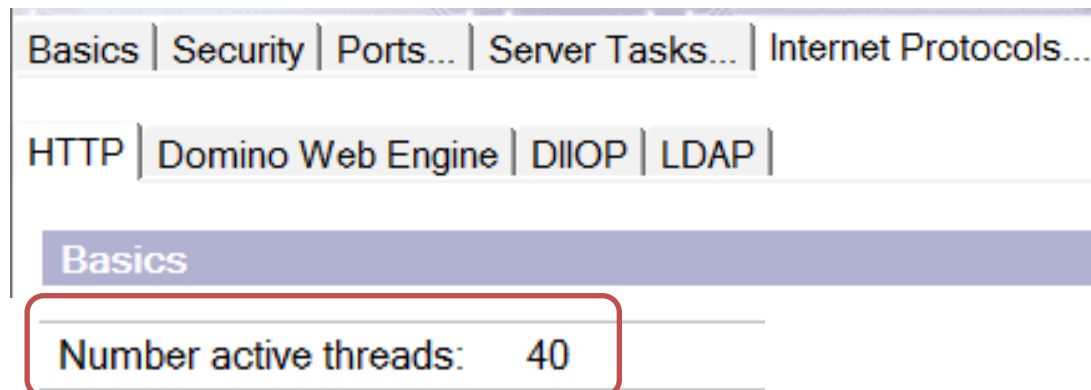 Basics Security Ports... Server Tasks... Internet Protocols...
HTTP Domino Web Engine DIIOP LDAP
Basics
Number active threads: 40